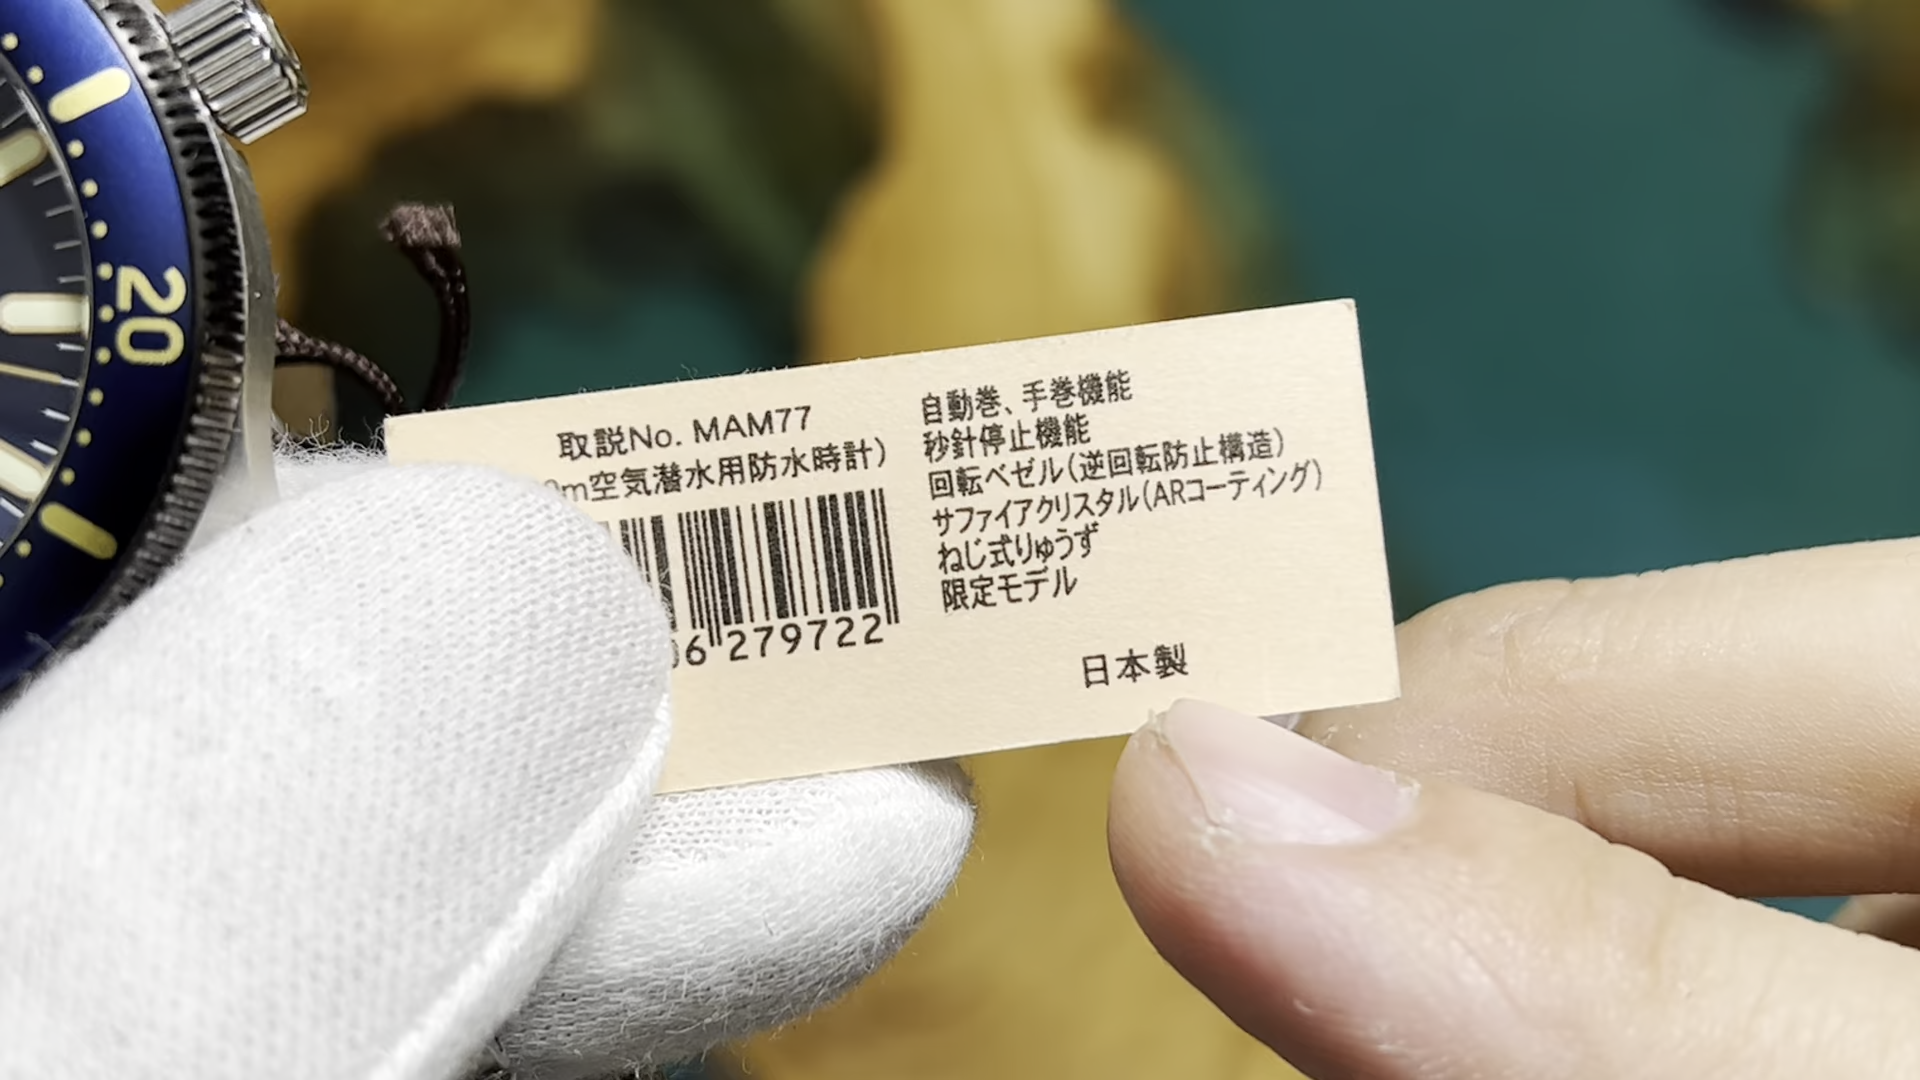 20
取説No. MAM77
m空気潜水用防水時計)
6 279722
自動巻、手巻機能
秒針停止機能
回転ベゼル(逆回転防止構造)
サファイアクリスタル(ARコーティング)
ねじ式りゅうず
限定モデル
日本製